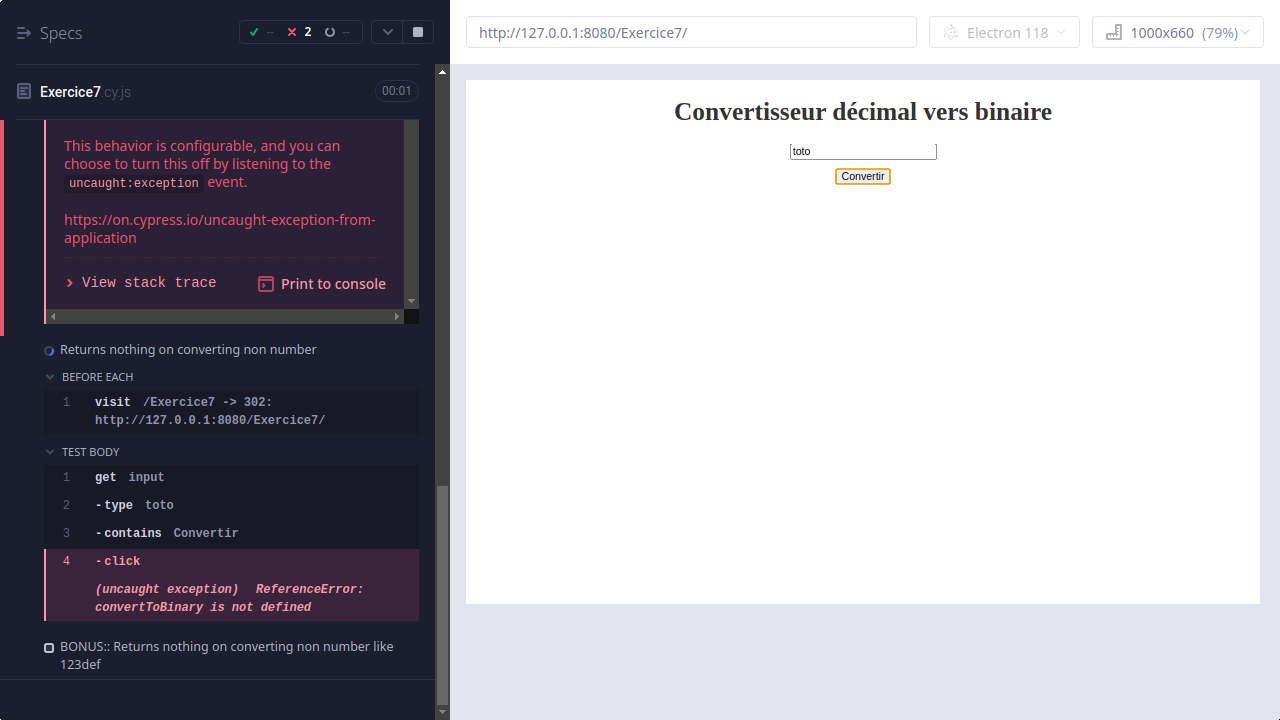 Specs
-- 2 --
http://127.0.0.1:8080/Exercice7/
Electron 118
1000x660 (79%)
Exercice7.cy.js
00:01
This behavior is configurable, and you can
choose to turn this off by listening to the
uncaught:exception event.
https://on.cypress.io/uncaught-exception-from-
application
View stack trace
Print to console
Returns nothing on converting non number
BEFORE EACH
1 visit /Exercice7 -> 302:
http://127.0.0.1:8080/Exercice7/
TEST BODY
1 get input
2 -type toto
3 -contains Convertir
4 -click
(uncaught exception) ReferenceError:
convertToBinary is not defined
BONUS:: Returns nothing on converting non number like
123def
Convertisseur décimal vers binaire
toto
Convertir